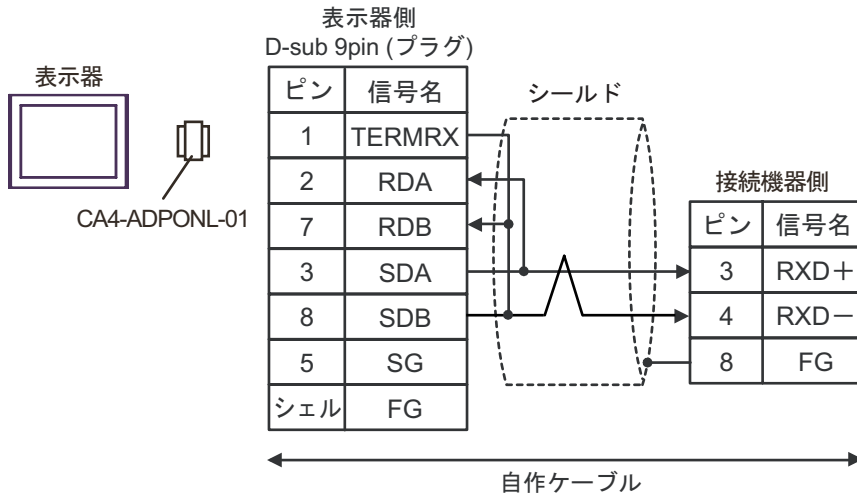 表示器
CA4-ADPONL-01
表示器側
D-sub 9pin (プラグ)
ピン 信号名
1 TERMRX
2 RDA
7 RDB
3 SDA
8 SDB
5 SG
シェル FG
シールド
接続機器側
ピン 信号名
3 RXD＋
4 RXD－
8 FG
自作ケーブル